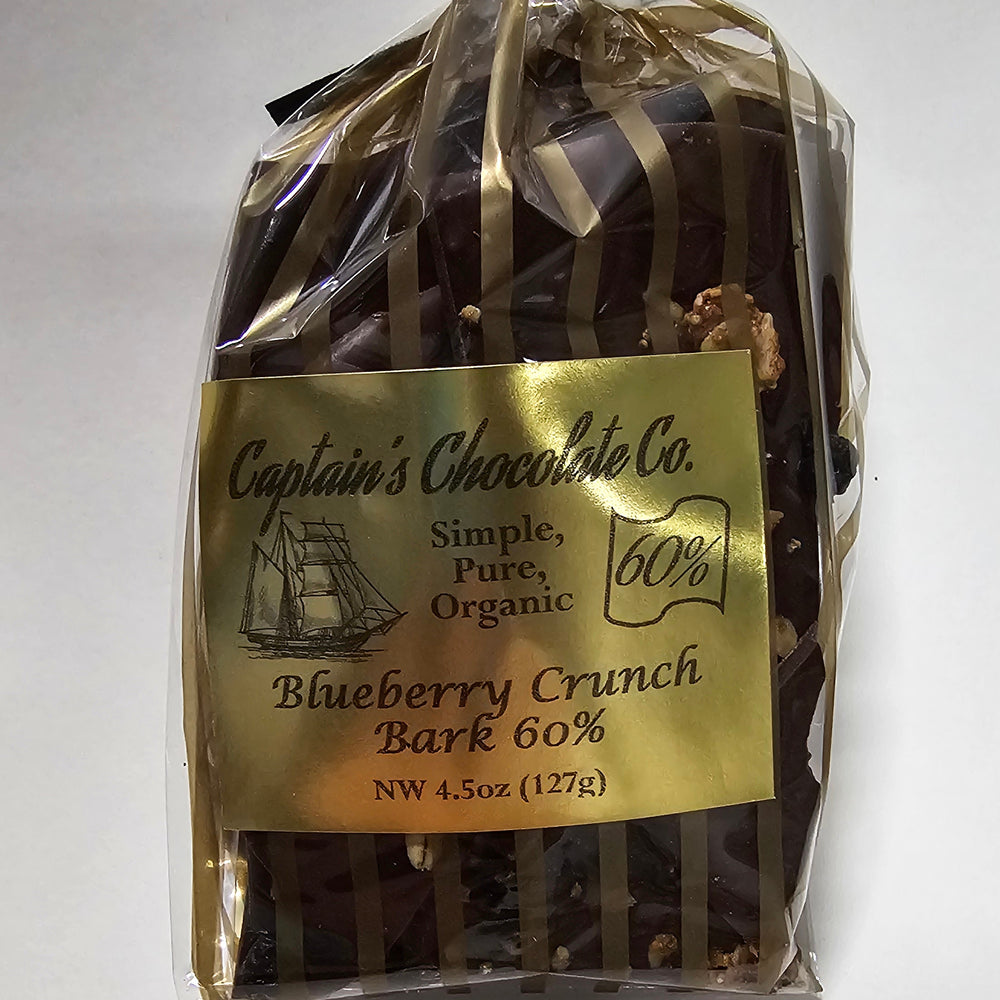 Captain's Chocolate Co.
Simple,
Pure,
Organic
60%
Blueberry Crunch
Bark 60%
NW 4.5oz (127g)